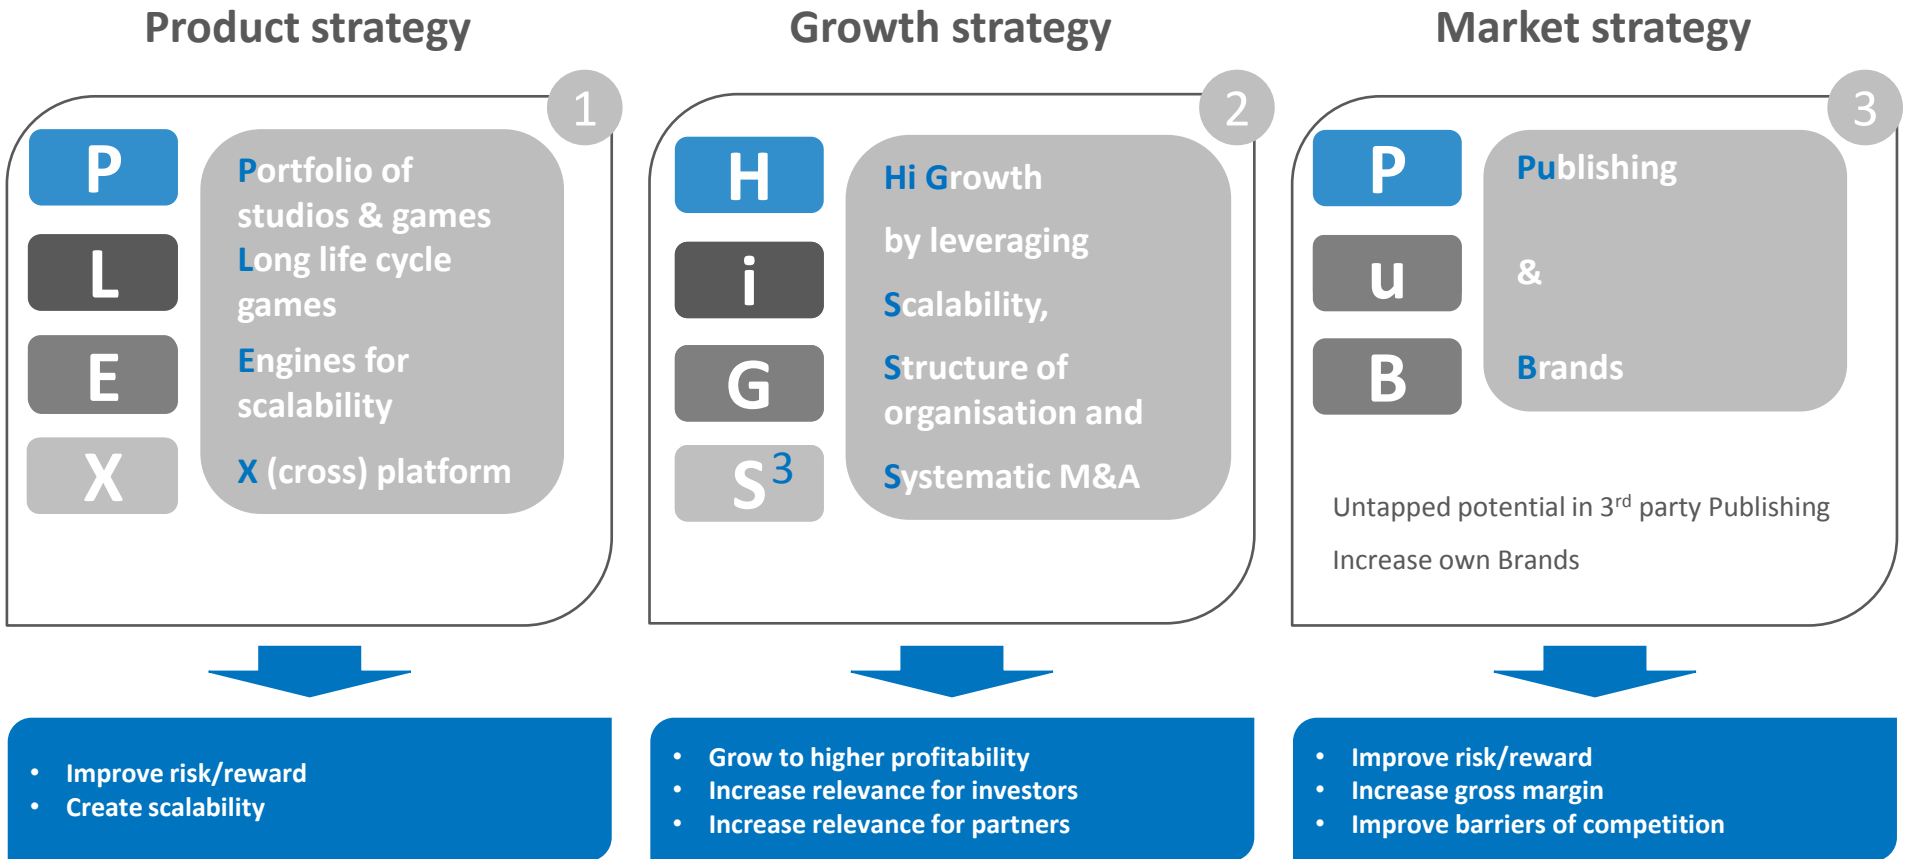 Product strategy
1
P
L
E
X
Portfolio of
studios & games
Long life cycle
games
Engines for
scalability
X (cross) platform
• Improve risk/reward
• Create scalability
Growth strategy
2
H
i
G
S³
Hi Growth
by leveraging
Scalability,
Structure of
organisation and
Systematic M&A
• Grow to higher profitability
• Increase relevance for investors
• Increase relevance for partners
Market strategy
3
P
u
B
Publishing
&
Brands
Untapped potential in 3rd party Publishing
Increase own Brands
• Improve risk/reward
• Increase gross margin
• Improve barriers of competition